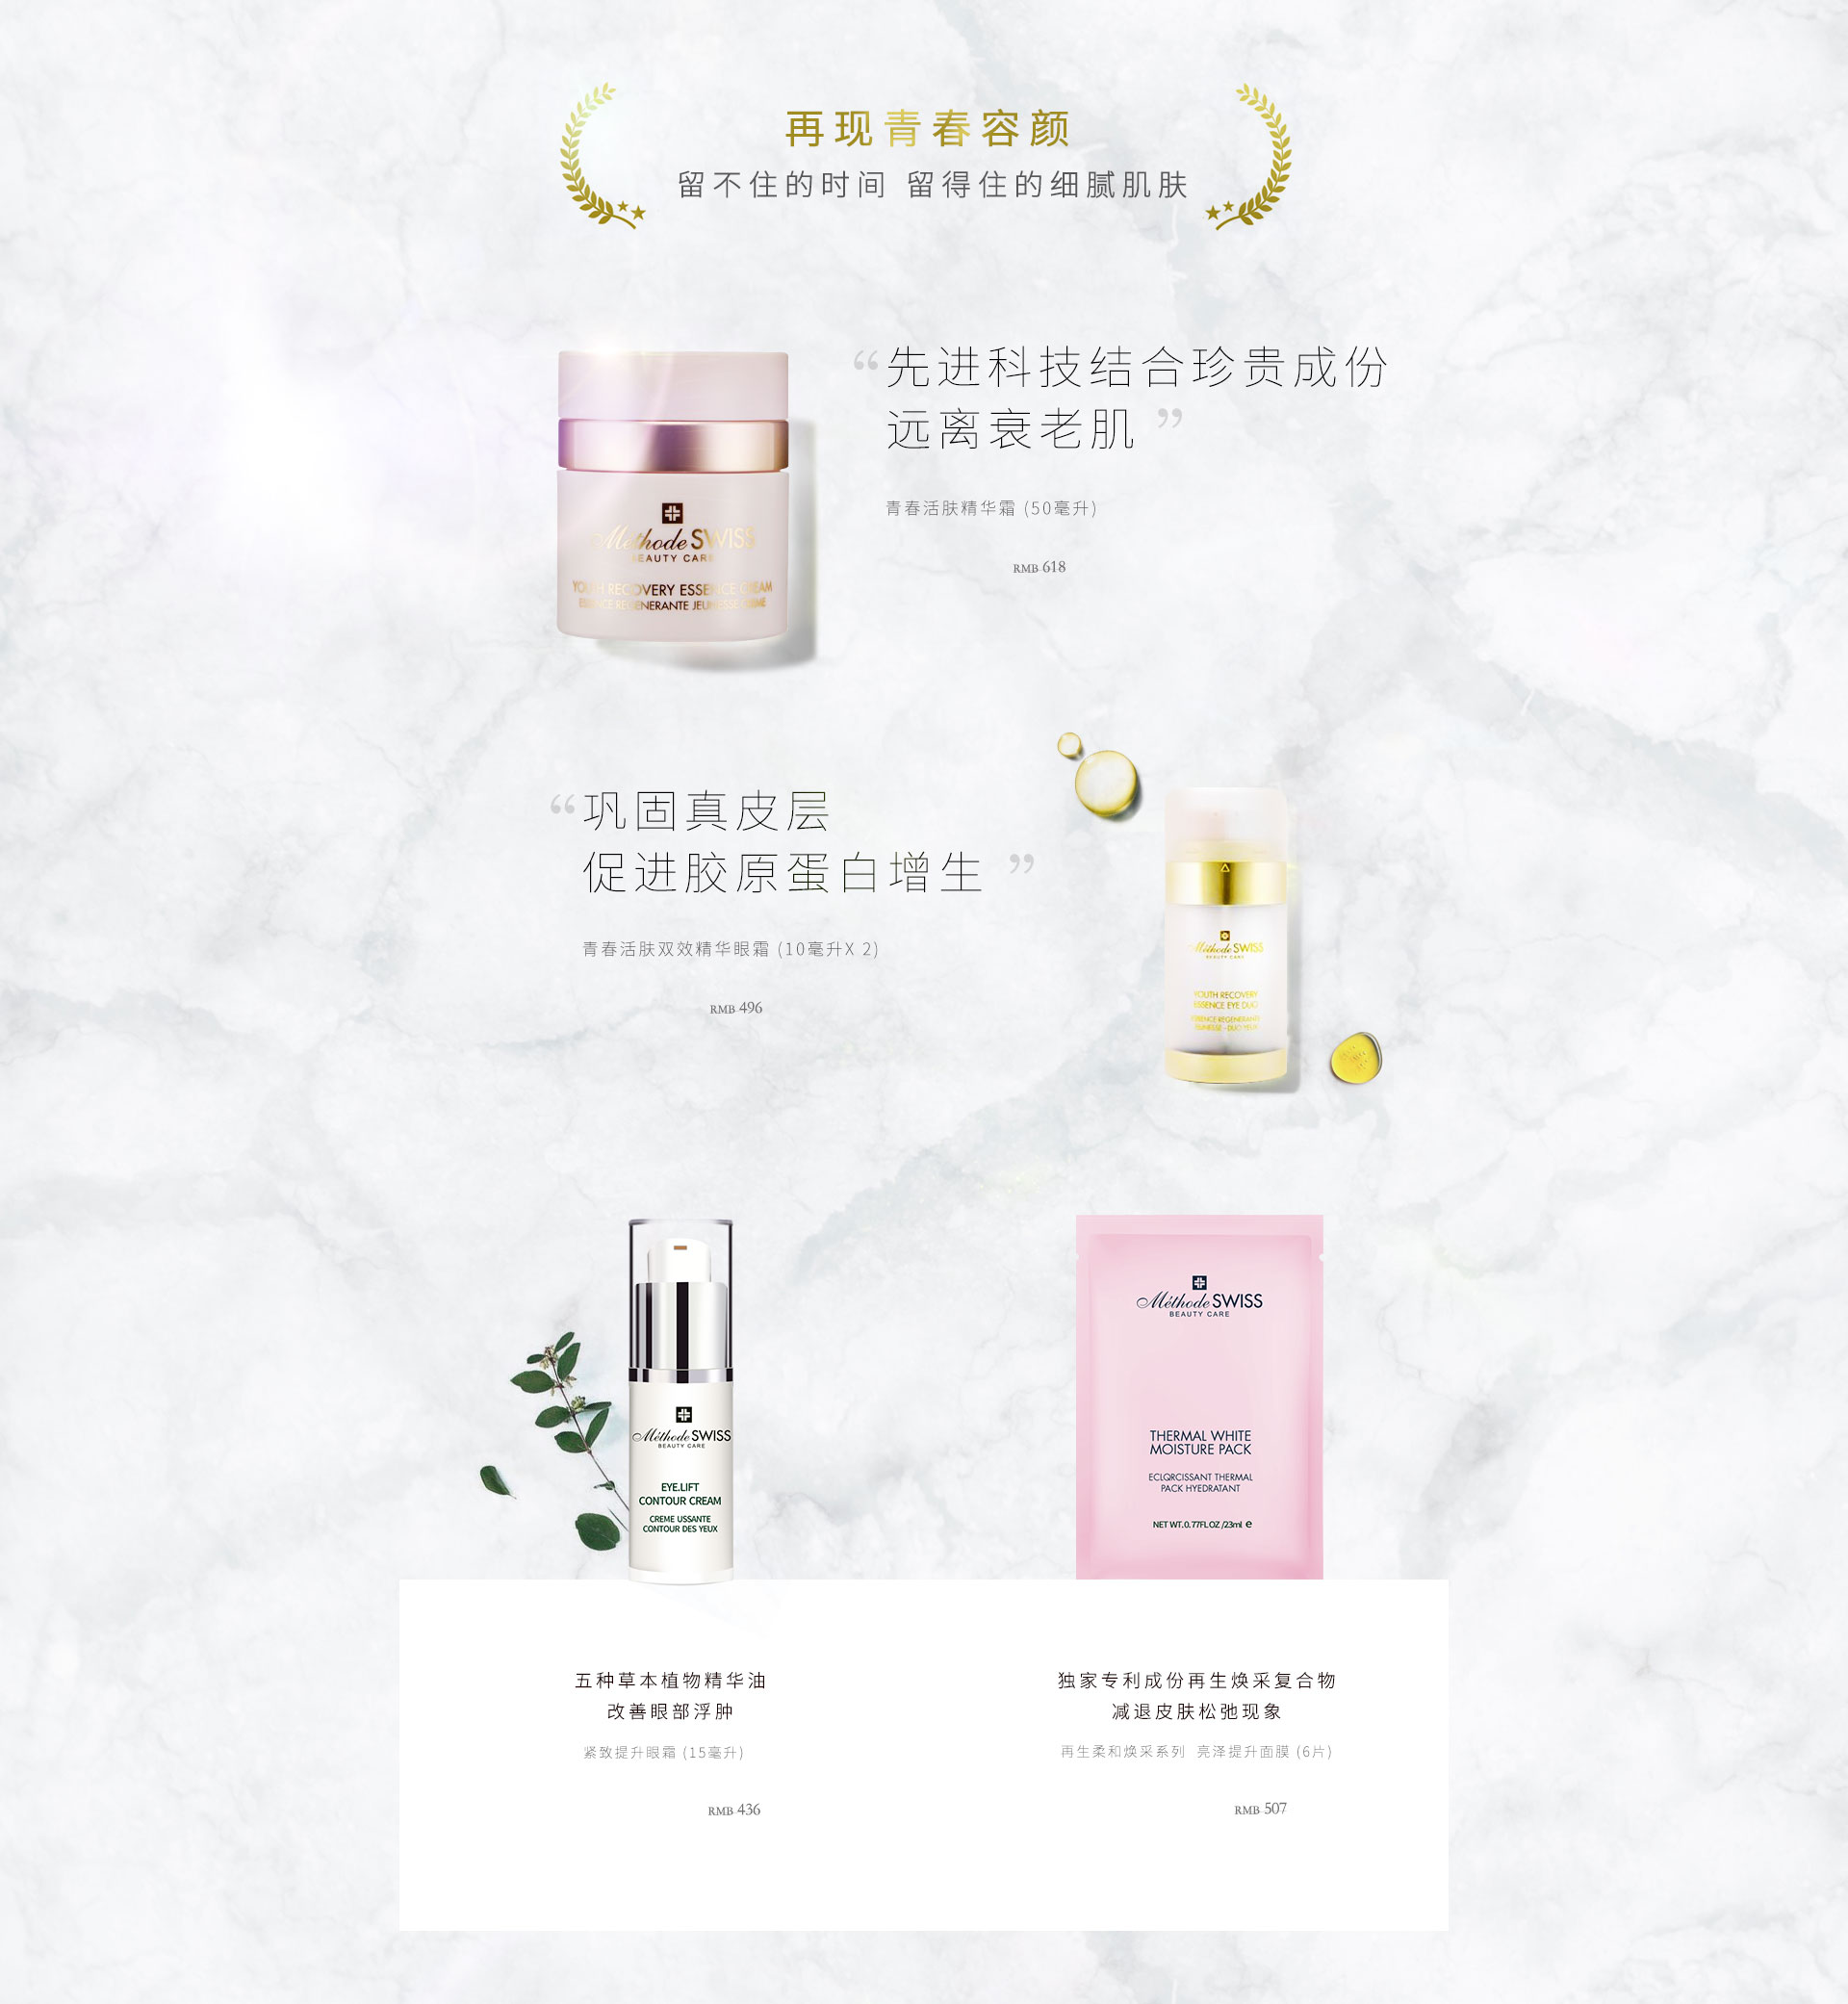 再现青春容颜
留不住的时间 留得住的细腻肌肤
“先进科技结合珍贵成份
远离衰老肌”
青春活肤精华霜 (50毫升)
RMB 618
Méthode SWISS
BEAUTY CARE
YOUTH RECOVERY ESSENCE CREAM
ESSENCE REGENERANTE JEUNESSE CREME
“巩固真皮层
促进胶原蛋白增生”
青春活肤双效精华眼霜 (10毫升X 2)
RMB 496
Méthode SWISS
BEAUTY CARE
YOUTH RECOVERY
ESSENCE EYE DUO
ESSENCE REGENERANTE
JEUNESSE - DUO YEUX
Méthode SWISS
BEAUTY CARE
EYE.LIFT
CONTOUR CREAM
CREME USSANTE
CONTOUR DES YEUX
Méthode SWISS
BEAUTY CARE
THERMAL WHITE
MOISTURE PACK
ECLQRCISSANT THERMAL
PACK HYEDRATANT
NET WT.0.77FL OZ /23ml e
五种草本植物精华油
改善眼部浮肿
紧致提升眼霜 (15毫升)
RMB 436
独家专利成份再生焕采复合物
减退皮肤松弛现象
再生柔和焕采系列 亮泽提升面膜 (6片)
RMB 507